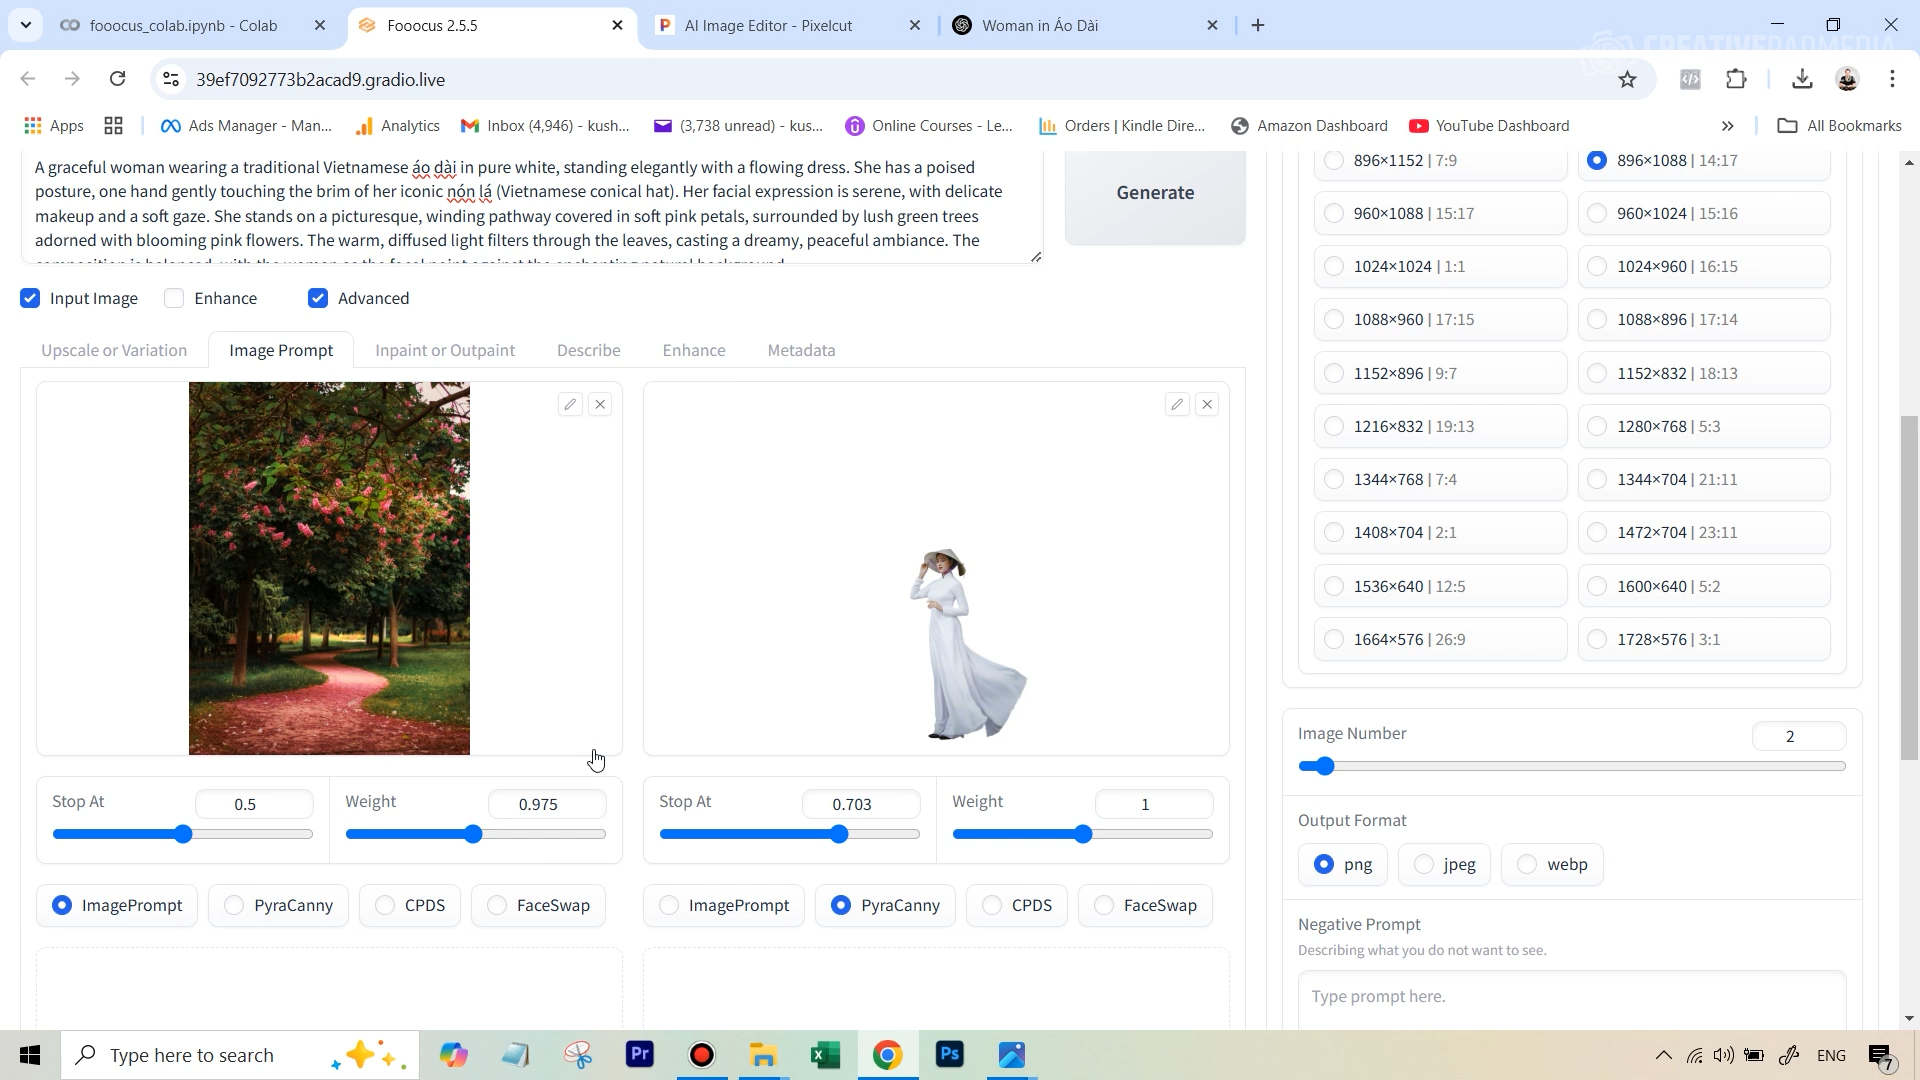 fooocus_colab.ipynb - Colab
Fooocus 2.5.5
AI Image Editor - Pixelcut
Woman in Áo Dài
CREATIVEDADMEDIA
39ef7092773b2acad9.gradio.live
Apps
Ads Manager - Man...
Analytics
Inbox (4,946) - kush...
(3,738 unread) - kus...
Online Courses - Le...
Orders | Kindle Dire...
Amazon Dashboard
YouTube Dashboard
All Bookmarks
A graceful woman wearing a traditional Vietnamese áo dài in pure white, standing elegantly with a flowing dress. She has a poised
posture, one hand gently touching the brim of her iconic nón lá (Vietnamese conical hat). Her facial expression is serene, with delicate
makeup and a soft gaze. She stands on a picturesque, winding pathway covered in soft pink petals, surrounded by lush green trees
adorned with blooming pink flowers. The warm, diffused light filters through the leaves, casting a dreamy, peaceful ambiance. The
Generate
Input Image
Enhance
Advanced
Upscale or Variation
Image Prompt
Inpaint or Outpaint
Describe
Enhance
Metadata
Stop At
0.5
Weight
0.975
Stop At
0.703
Weight
1
ImagePrompt
PyraCanny
CPDS
FaceSwap
ImagePrompt
PyraCanny
CPDS
FaceSwap
896×1152 | 7:9
896×1088 | 14:17
960×1088 | 15:17
960×1024 | 15:16
1024×1024 | 1:1
1024×960 | 16:15
1088×960 | 17:15
1088×896 | 17:14
1152×896 | 9:7
1152×832 | 18:13
1216×832 | 19:13
1280×768 | 5:3
1344×768 | 7:4
1344×704 | 21:11
1408×704 | 2:1
1472×704 | 23:11
1536×640 | 12:5
1600×640 | 5:2
1664×576 | 26:9
1728×576 | 3:1
Image Number
2
Output Format
png
jpeg
webp
Negative Prompt
Describing what you do not want to see.
Type prompt here.
Type here to search
Pr
Ps
ENG
7